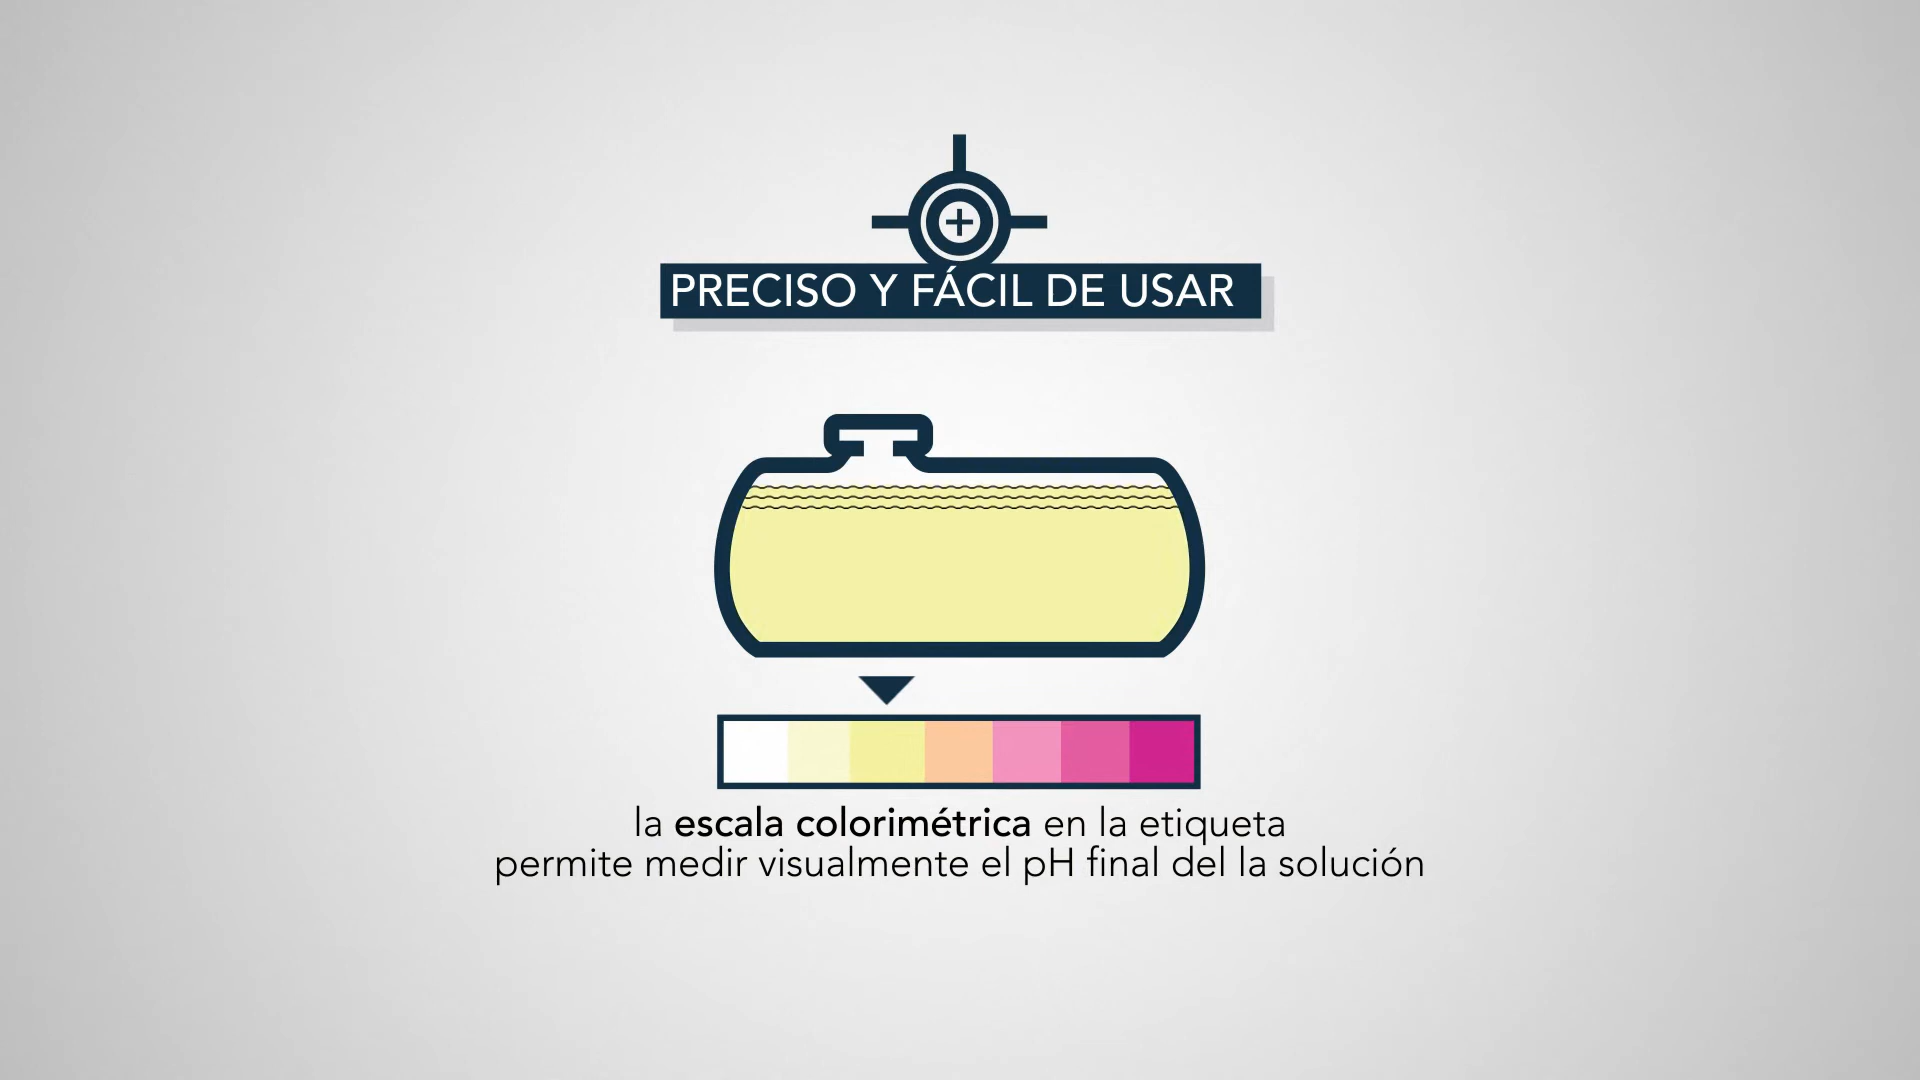 PRECISO Y FÁCIL DE USAR
la escala colorimétrica en la etiqueta
permite medir visualmente el pH final del la solución